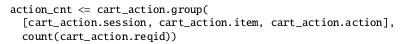 action_cnt <= cart_action.group(
  [cart_action.session, cart_action.item, cart_action.action],
  count(cart_action.reqid))